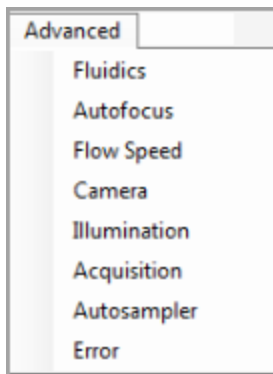 Advanced
Fluidics
Autofocus
Flow Speed
Camera
Illumination
Acquisition
Autosampler
Error